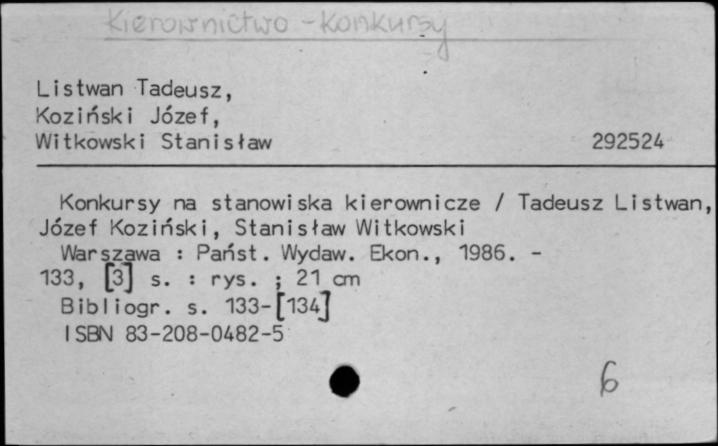 Kierownictwo - Konkursy
Listwan Tadeusz,
Koziński Józef,
Witkowski Stanisław 292524
Konkursy na stanowiska kierownicze / Tadeusz Listwan,
Józef Koziński, Stanisław Witkowski
Warszawa : Państ. Wydaw. Ekon., 1986. -
133, [3] s. : rys. ; 21 cm
Bibliogr. s. 133-[134]
ISBN 83-208-0482-5
6